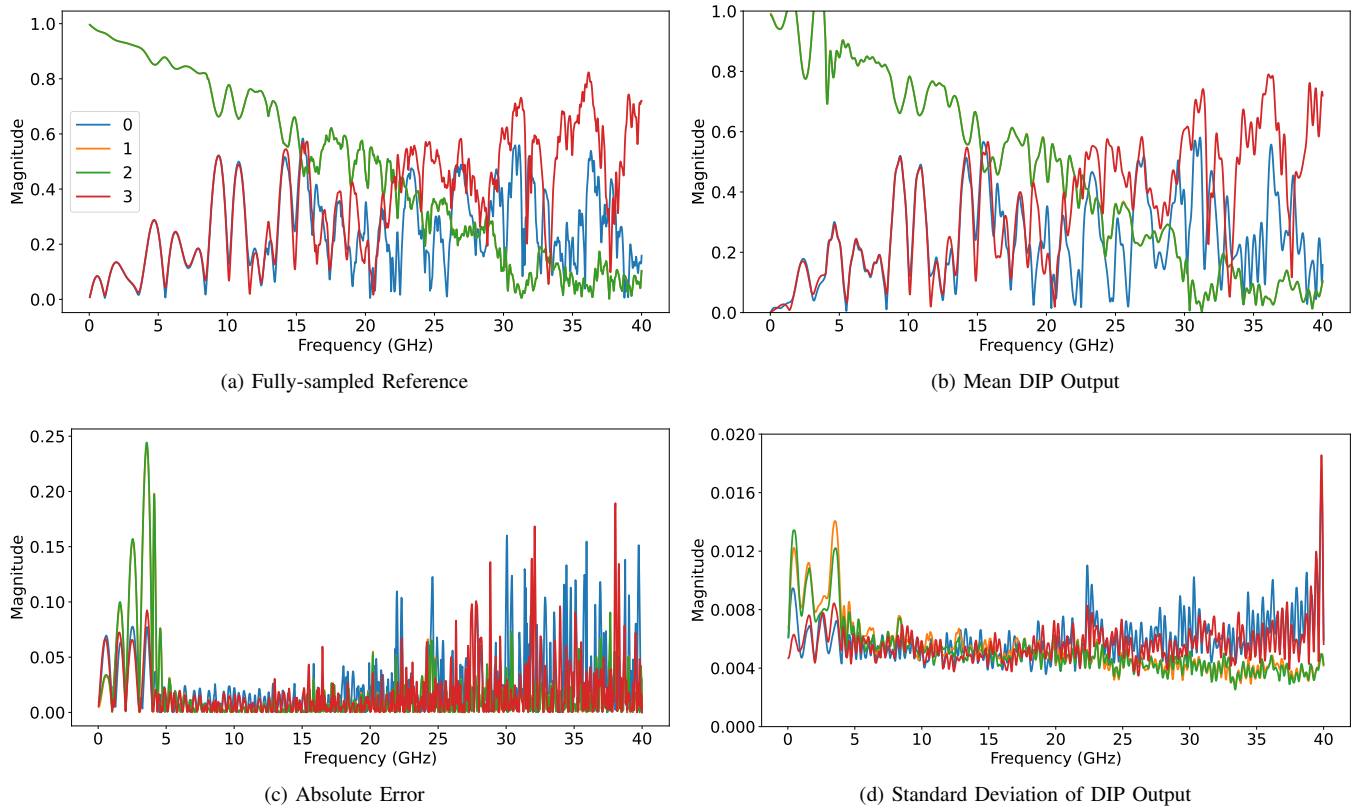 1.0
0.8
0.6
0.4
0.2
0.0
Magnitude
0
1
2
3
0 5 10 15 20 25 30 35 40
Frequency (GHz)
(a) Fully-sampled Reference
1.0
0.8
0.6
0.4
0.2
0.0
Magnitude
0 5 10 15 20 25 30 35 40
Frequency (GHz)
(b) Mean DIP Output
0.25
0.20
0.15
0.10
0.05
0.00
Magnitude
0 5 10 15 20 25 30 35 40
Frequency (GHz)
(c) Absolute Error
0.020
0.016
0.012
0.008
0.004
0.000
Magnitude
0 5 10 15 20 25 30 35 40
Frequency (GHz)
(d) Standard Deviation of DIP Output